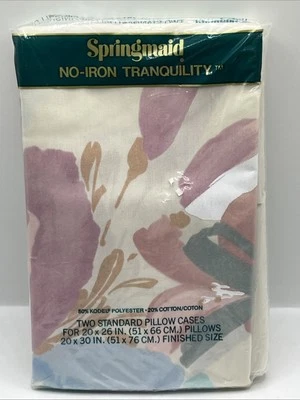 Springmaid®
NO-IRON TRANQUILITY™
80% KODEL® POLYESTER - 20% COTTON/COTON
TWO STANDARD PILLOW CASES
FOR 20 x 26 IN. (51 x 66 CM.) PILLOWS
20 x 30 IN. (51 x 76 CM.) FINISHED SIZE